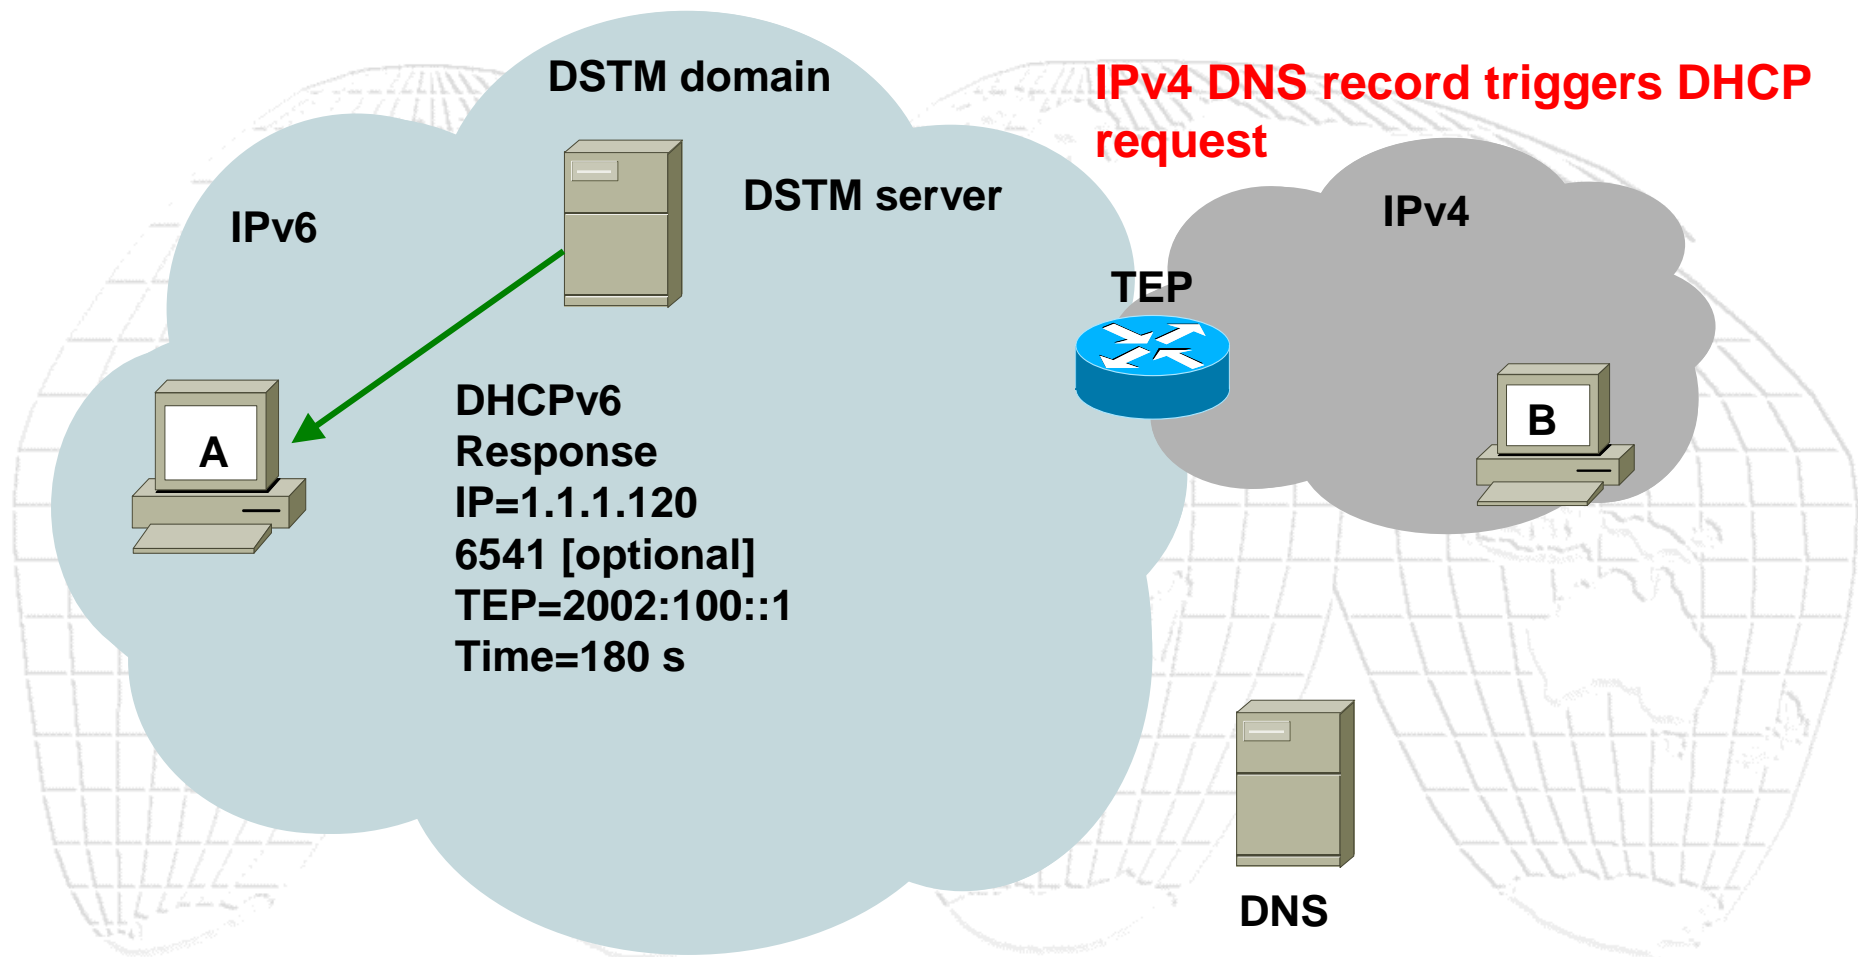 DSTM domain
IPv4 DNS record triggers DHCP
request
DSTM server
IPv6
IPv4
TEP
A
B
DHCPv6
Response
IP=1.1.1.120
6541 [optional]
TEP=2002:100::1
Time=180 s
DNS